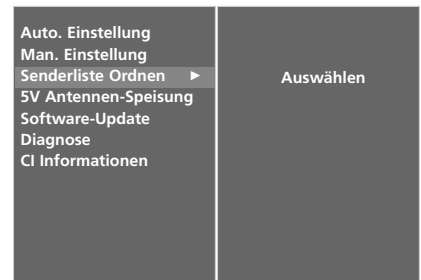 Auto. Einstellung
Man. Einstellung
Senderliste Ordnen ►
Auswählen
5V Antennen-Speisung
Software-Update
Diagnose
CI Informationen